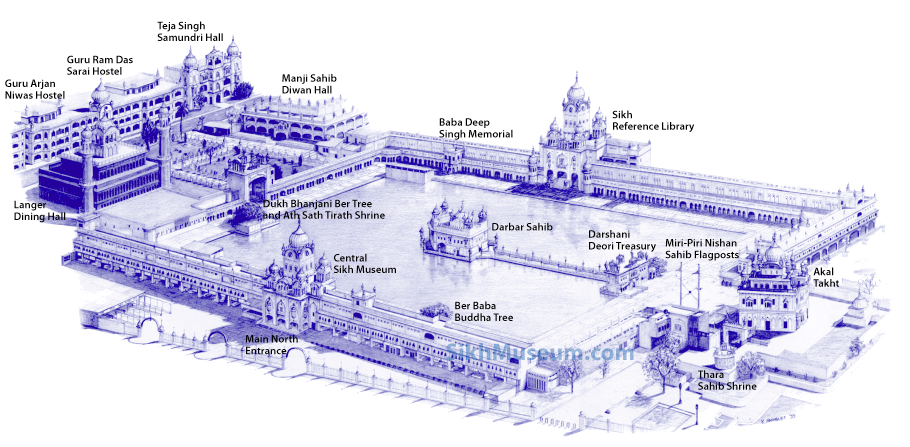 Teja Singh
Samundri Hall
Guru Ram Das
Sarai Hostel
Guru Arjan
Niwas Hostel
Manji Sahib
Diwan Hall
Baba Deep
Singh Memorial
Sikh
Reference Library
Langer
Dining Hall
Dukh Bhanjani Ber Tree
and Ath Sath Tirath Shrine
Darbar Sahib
Darshani
Deori Treasury
Miri-Piri Nishan
Sahib Flagposts
Central
Sikh Museum
Akal
Takht
Ber Baba
Buddha Tree
Main North
Entrance
SikhMuseum.com
Thara
Sahib Shrine